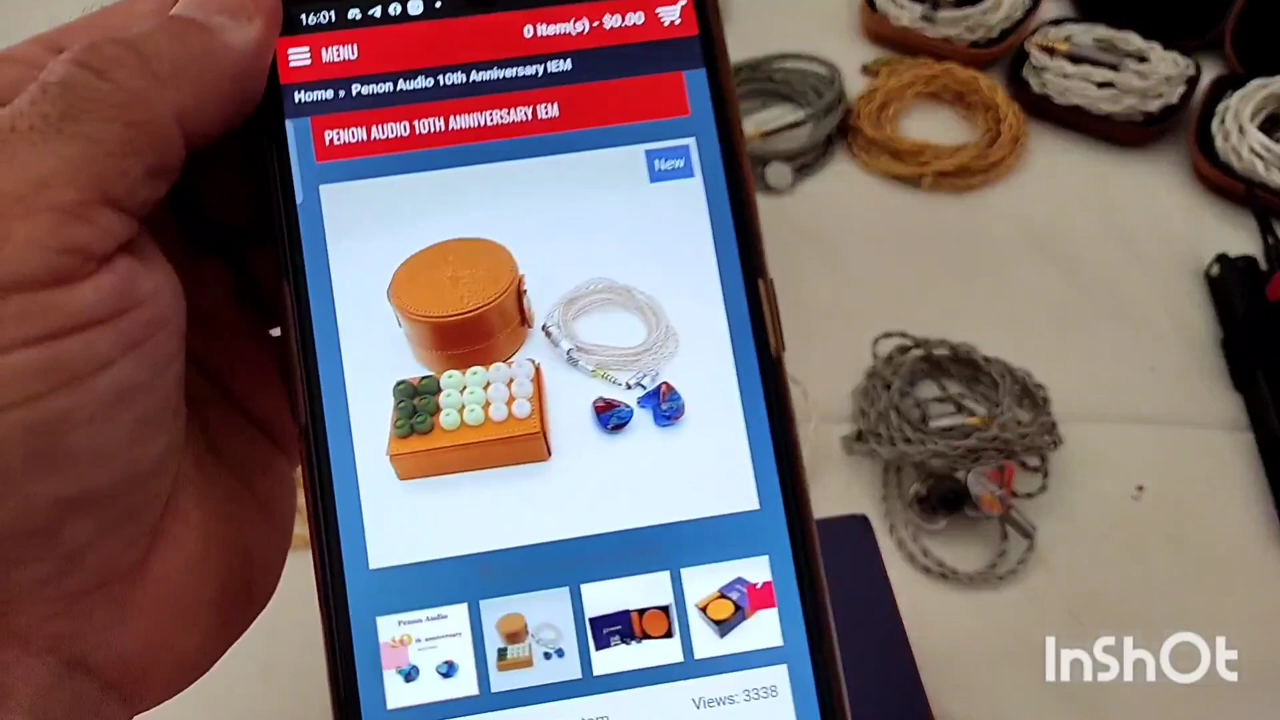 16:01
0 item(s) - $0.00
MENU
Home » Penon Audio 10th Anniversary IEM
PENON AUDIO 10TH ANNIVERSARY IEM
New
Penon Audio
anniversary
Views: 3338
InShOt